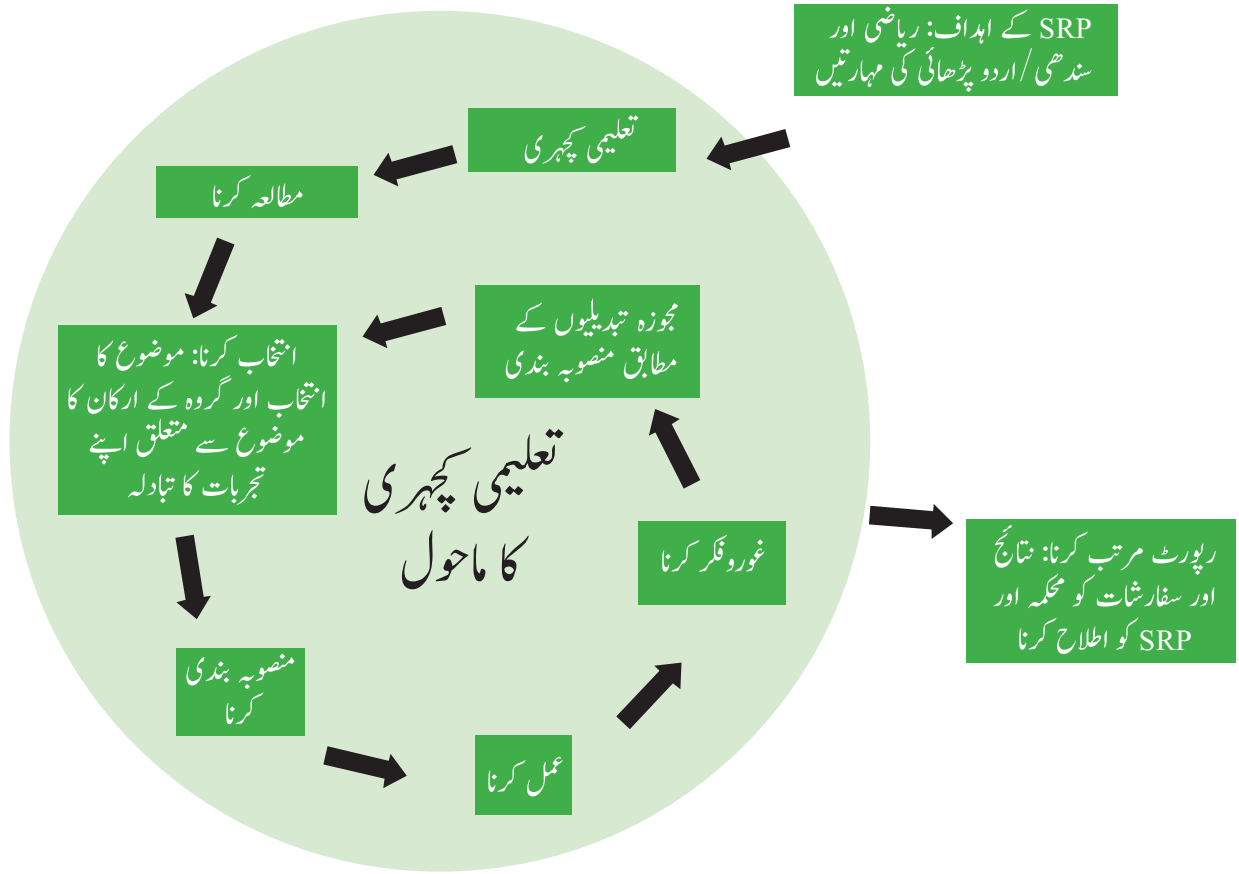 SRP کے اہداف: ریاضی اور
سندھی/اردو پڑھائی کی مہارتیں
تعلیمی کچہری
مطالعہ کرنا
انتخاب کرنا: موضوع کا
انتخاب اور گروہ کے ارکان کا
موضوع سے متعلق اپنے
تجربات کا تبادلہ
منصوبہ بندی
کرنا
عمل کرنا
غوروفکر کرنا
مجوزہ تبدیلیوں کے
مطابق منصوبہ بندی
تعلیمی کچہری
کا ماحول
رپورٹ مرتب کرنا: نتائج
اور سفارشات کو محکمہ اور
SRP کو اطلاح کرنا